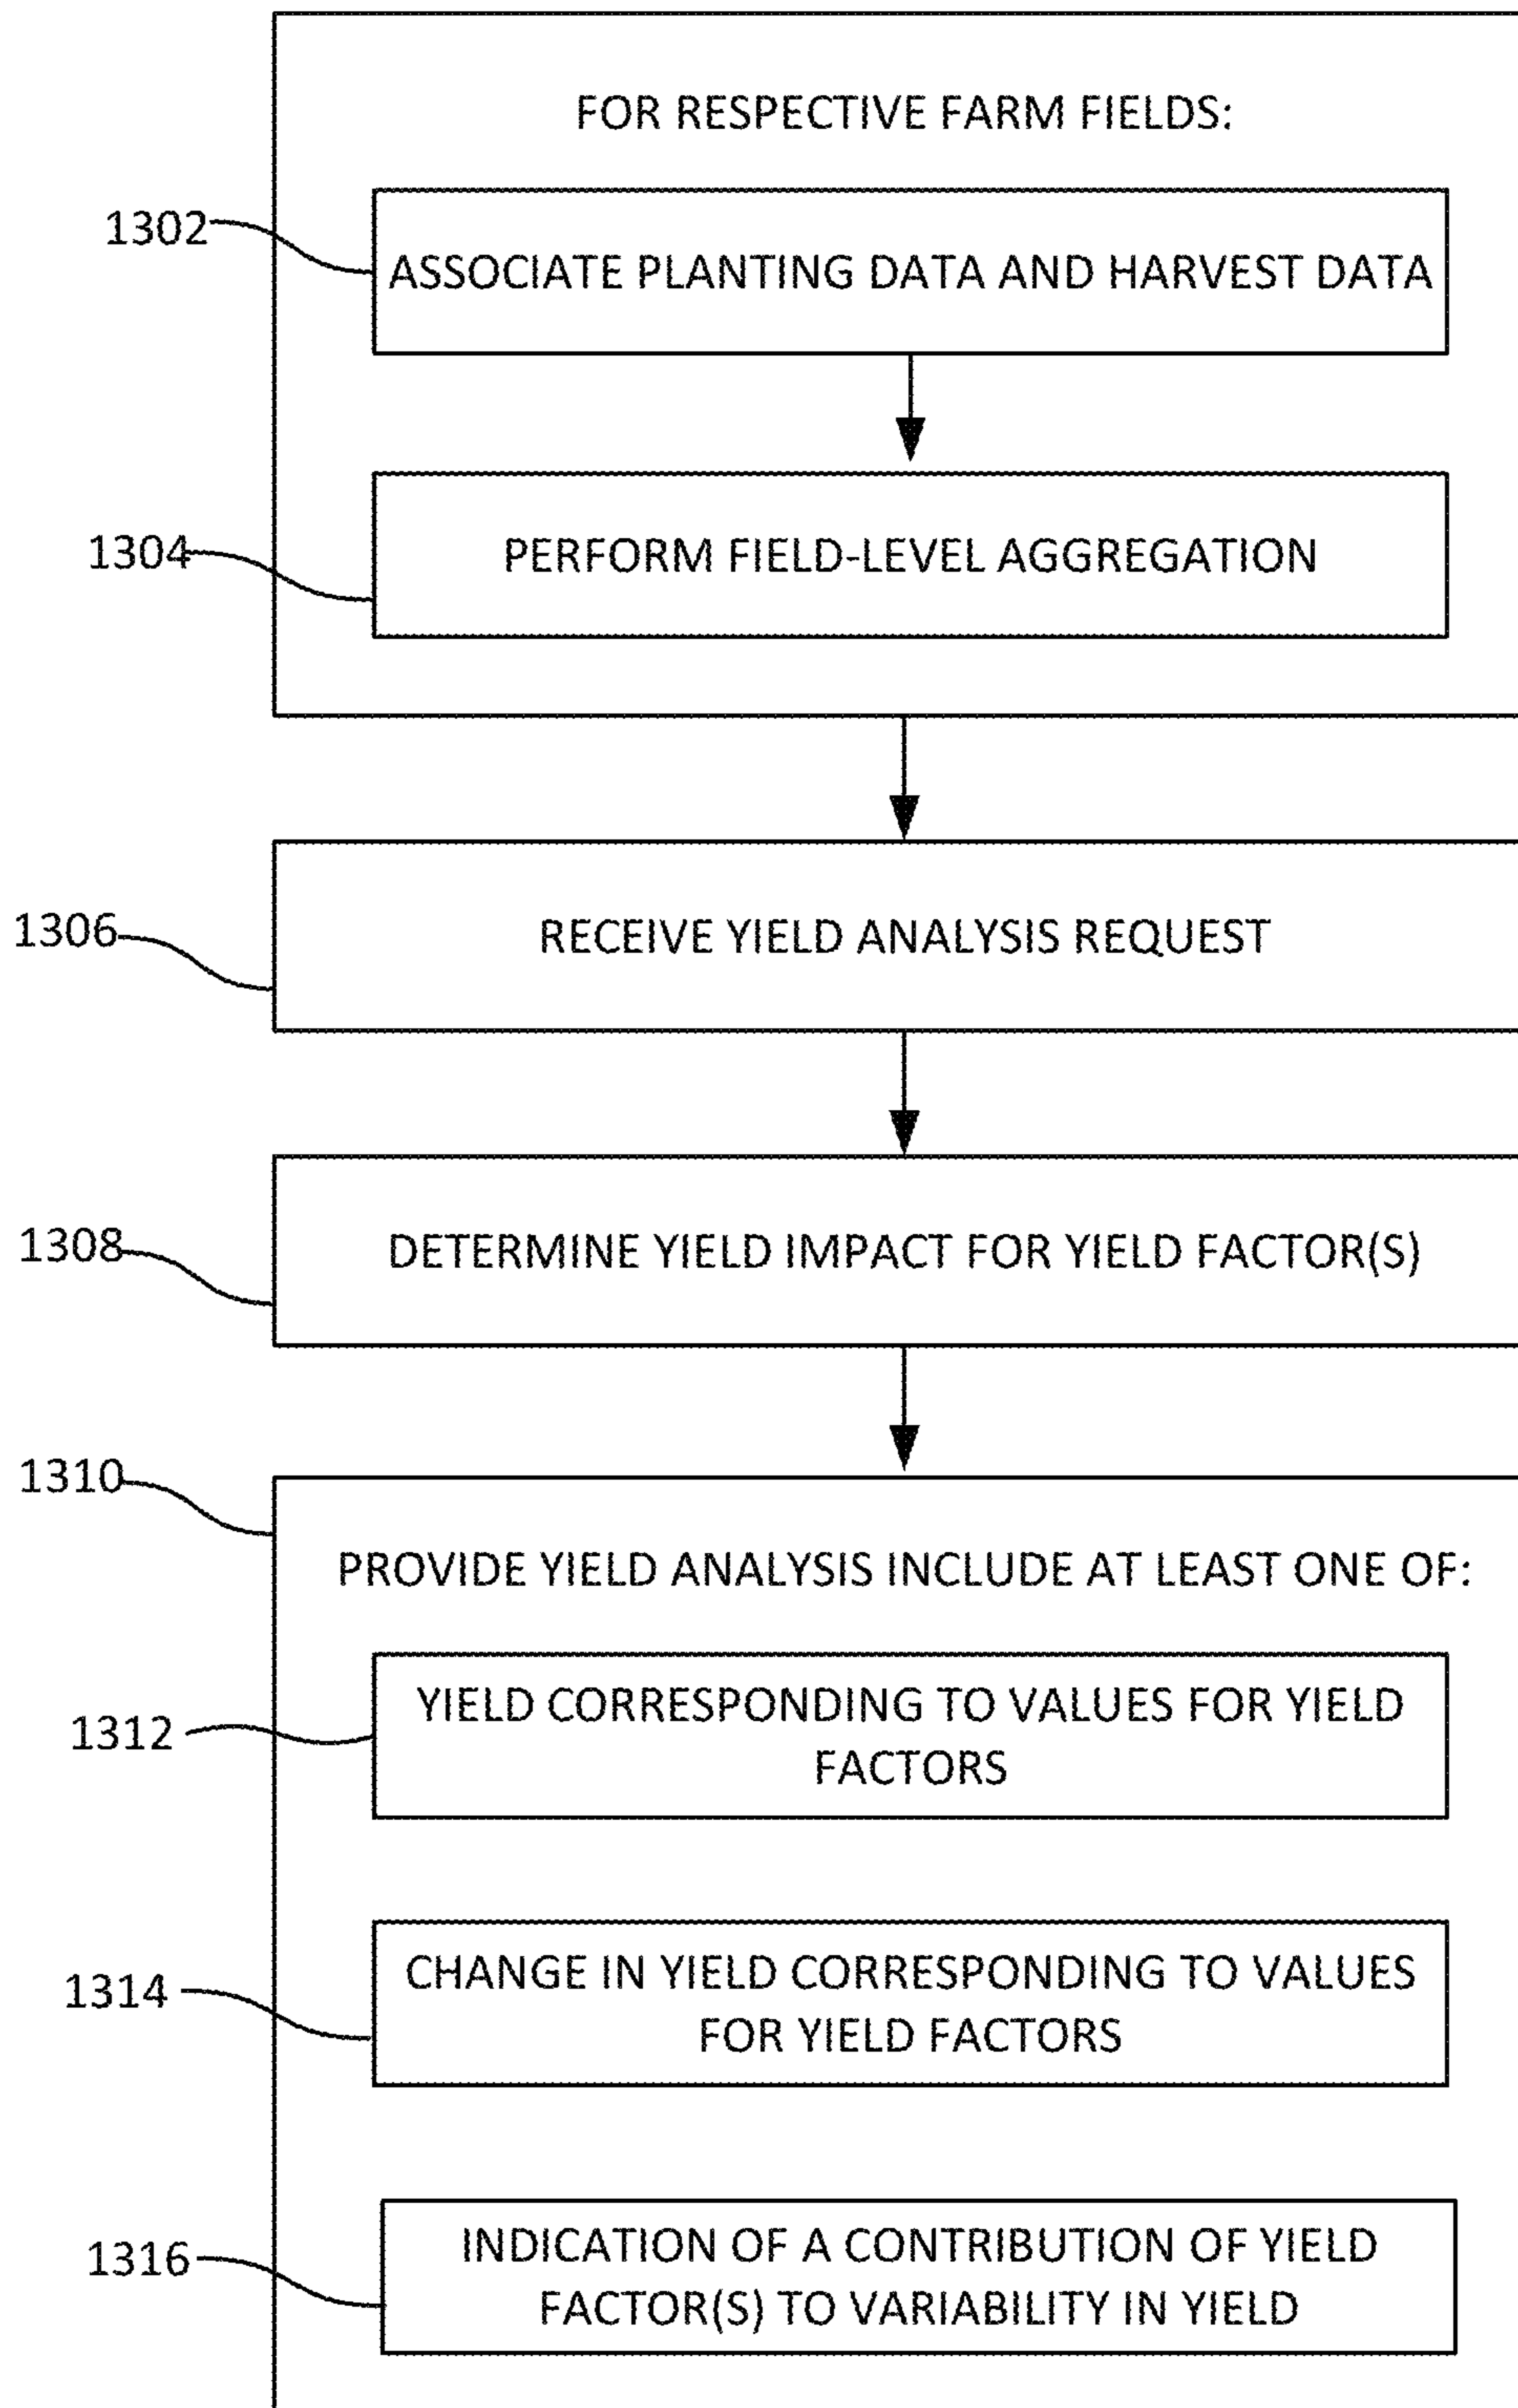 FOR RESPECTIVE FARM FIELDS:
1302
ASSOCIATE PLANTING DATA AND HARVEST DATA
1304
PERFORM FIELD-LEVEL AGGREGATION
1306
RECEIVE YIELD ANALYSIS REQUEST
1308
DETERMINE YIELD IMPACT FOR YIELD FACTOR(S)
1310
PROVIDE YIELD ANALYSIS INCLUDE AT LEAST ONE OF:
1312
YIELD CORRESPONDING TO VALUES FOR YIELD
FACTORS
1314
CHANGE IN YIELD CORRESPONDING TO VALUES
FOR YIELD FACTORS
1316
INDICATION OF A CONTRIBUTION OF YIELD
FACTOR(S) TO VARIABILITY IN YIELD